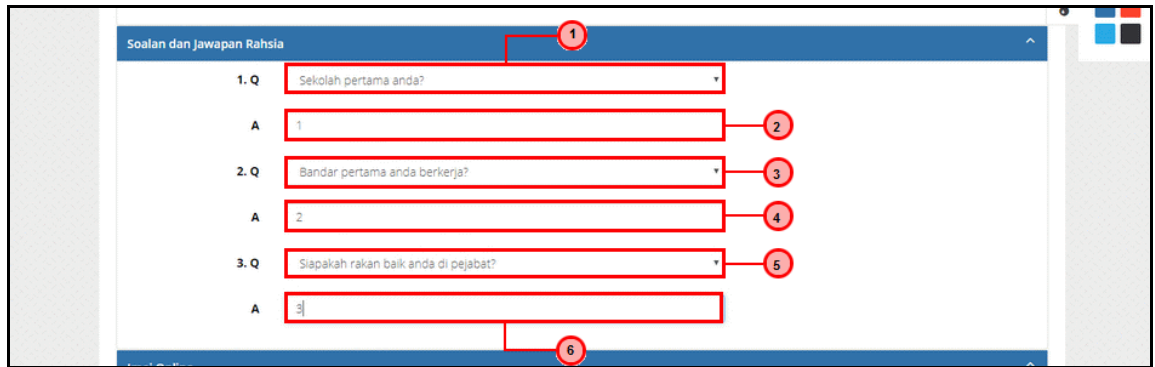 Soalan dan Jawapan Rahsia
1
1. Q Sekolah pertama anda?
A 1
2
2. Q Bandar pertama anda berkerja?
3
A 2
4
3. Q Siapakah rakan baik anda di pejabat?
5
A 3
6